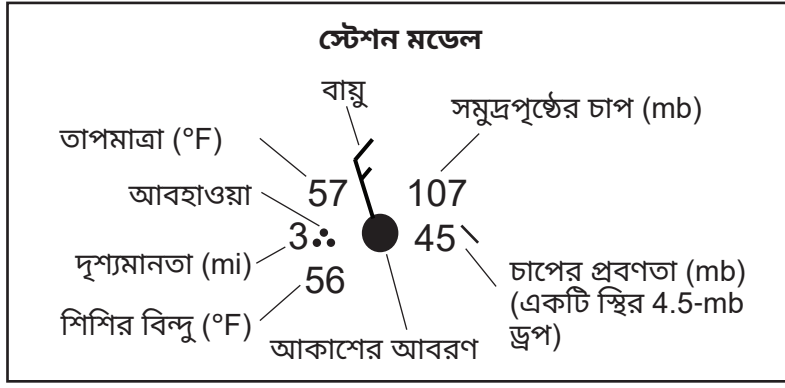 স্টেশন মডেল
বায়ু
সমুদ্রপৃষ্ঠের চাপ (mb)
তাপমাত্রা (°F)
57
107
আবহাওয়া
3
45
দৃশ্যমানতা (mi)
56
চাপের প্রবণতা (mb)
(একটি স্থির 4.5-mb
ড্রপ)
শিশির বিন্দু (°F)
আকাশের আবরণ